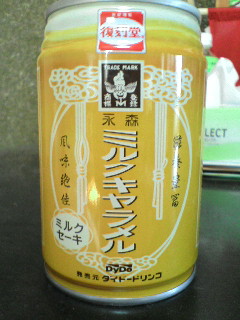 復刻堂
TRADE MARK
森永
ミルクキャラメル
滋養豊富
風味絶佳
ミルク
セーキ
DyDo
発売元 ダイドードリンコ
LECT